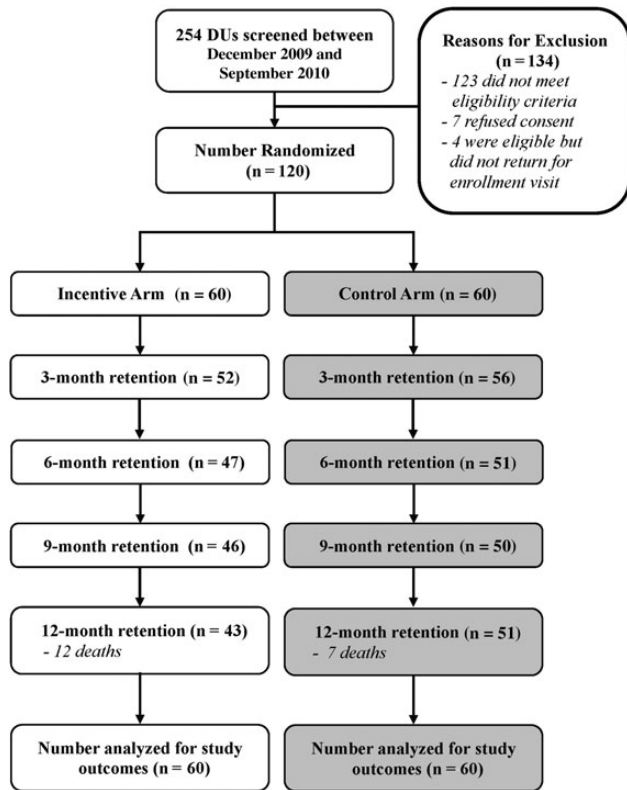 254 DUs screened between
December 2009 and
September 2010
Reasons for Exclusion
(n = 134)
- 123 did not meet
eligibility criteria
- 7 refused consent
- 4 were eligible but
did not return for
enrollment visit
Number Randomized
(n = 120)
Incentive Arm (n = 60)
Control Arm (n = 60)
3-month retention (n = 52)
3-month retention (n = 56)
6-month retention (n = 47)
6-month retention (n = 51)
9-month retention (n = 46)
9-month retention (n = 50)
12-month retention (n = 43)
- 12 deaths
12-month retention (n = 51)
- 7 deaths
Number analyzed for study
outcomes (n = 60)
Number analyzed for study
outcomes (n = 60)